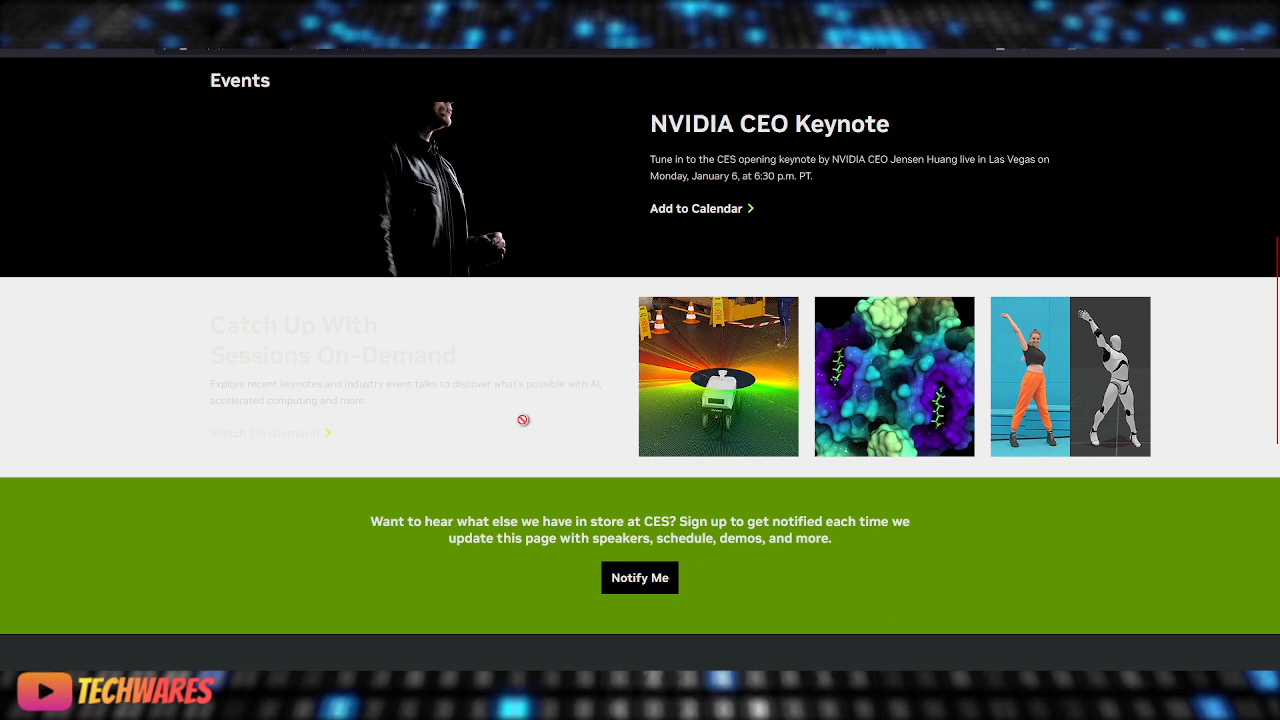 Events
NVIDIA CEO Keynote
Tune in to the CES opening keynote by NVIDIA CEO Jensen Huang live in Las Vegas on
Monday, January 6, at 6:30 p.m. PT.
Add to Calendar
Catch Up With
Sessions On-Demand
Explore recent keynotes and industry event talks to discover what's possible with AI,
accelerated computing and more.
Watch On-Demand
Want to hear what else we have in store at CES? Sign up to get notified each time we
update this page with speakers, schedule, demos, and more.
Notify Me
TECHWARES